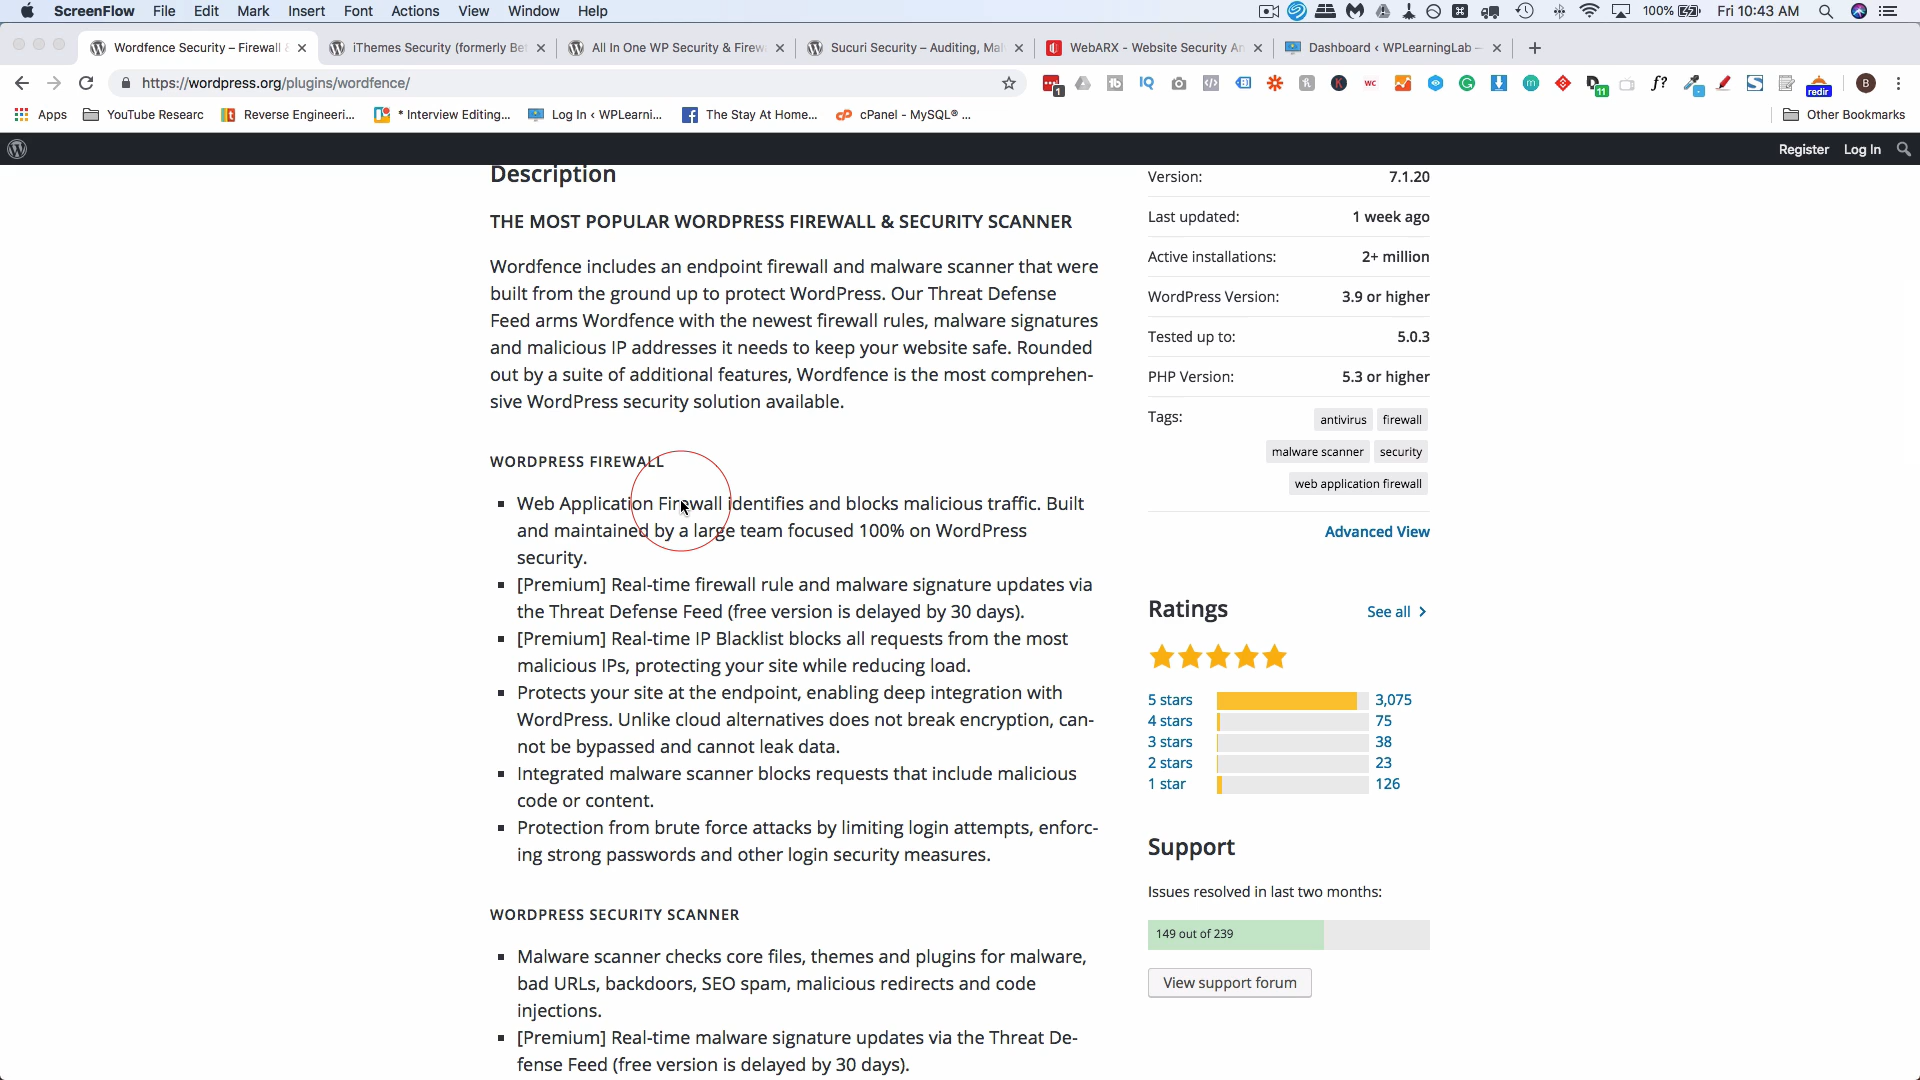 ScreenFlow File Edit Mark Insert Font Actions View Window Help 100% Fri 10:43 AM
Wordfence Security – Firewall & iThemes Security (formerly Bet All In One WP Security & Firew Sucuri Security – Auditing, Mal WebARX - Website Security An Dashboard ‹ WPLearningLab —
https://wordpress.org/plugins/wordfence/
Apps YouTube Researc Reverse Engineeri... * Interview Editing... Log In ‹ WPLearni... The Stay At Home... cPanel - MySQL® ... Other Bookmarks
Register Log In
Description
THE MOST POPULAR WORDPRESS FIREWALL & SECURITY SCANNER
Wordfence includes an endpoint firewall and malware scanner that were
built from the ground up to protect WordPress. Our Threat Defense
Feed arms Wordfence with the newest firewall rules, malware signatures
and malicious IP addresses it needs to keep your website safe. Rounded
out by a suite of additional features, Wordfence is the most comprehen-
sive WordPress security solution available.
WORDPRESS FIREWALL
▪ Web Application Firewall identifies and blocks malicious traffic. Built
and maintained by a large team focused 100% on WordPress
security.
▪ [Premium] Real-time firewall rule and malware signature updates via
the Threat Defense Feed (free version is delayed by 30 days).
▪ [Premium] Real-time IP Blacklist blocks all requests from the most
malicious IPs, protecting your site while reducing load.
▪ Protects your site at the endpoint, enabling deep integration with
WordPress. Unlike cloud alternatives does not break encryption, can-
not be bypassed and cannot leak data.
▪ Integrated malware scanner blocks requests that include malicious
code or content.
▪ Protection from brute force attacks by limiting login attempts, enforc-
ing strong passwords and other login security measures.
WORDPRESS SECURITY SCANNER
▪ Malware scanner checks core files, themes and plugins for malware,
bad URLs, backdoors, SEO spam, malicious redirects and code
injections.
▪ [Premium] Real-time malware signature updates via the Threat De-
fense Feed (free version is delayed by 30 days).
Version: 7.1.20
Last updated: 1 week ago
Active installations: 2+ million
WordPress Version: 3.9 or higher
Tested up to: 5.0.3
PHP Version: 5.3 or higher
Tags: antivirus firewall
malware scanner security
web application firewall
Advanced View
Ratings See all
5 stars 3,075
4 stars 75
3 stars 38
2 stars 23
1 star 126
Support
Issues resolved in last two months:
149 out of 239
View support forum